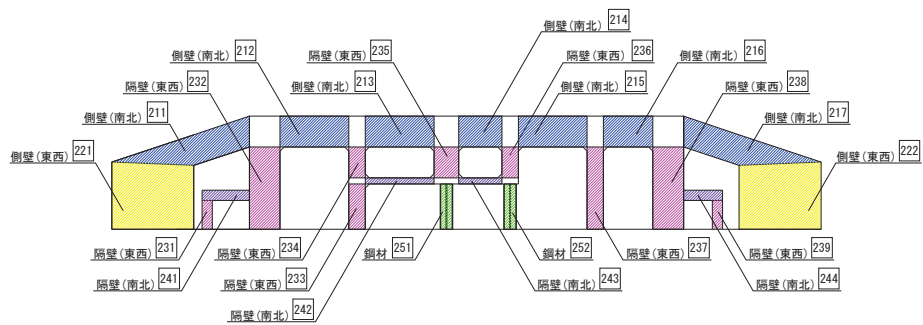 側壁(南北) 214
側壁(南北) 212
隔壁(東西) 235
隔壁(東西) 236
側壁(南北) 216
隔壁(東西) 232
側壁(南北) 213
側壁(南北) 215
隔壁(東西) 238
側壁(南北) 211
側壁(南北) 217
側壁(東西) 221
側壁(東西) 222
隔壁(東西) 231
隔壁(東西) 234
鋼材 251
鋼材 252
隔壁(東西) 237
隔壁(東西) 239
隔壁(南北) 241
隔壁(東西) 233
隔壁(南北) 243
隔壁(南北) 244
隔壁(南北) 242